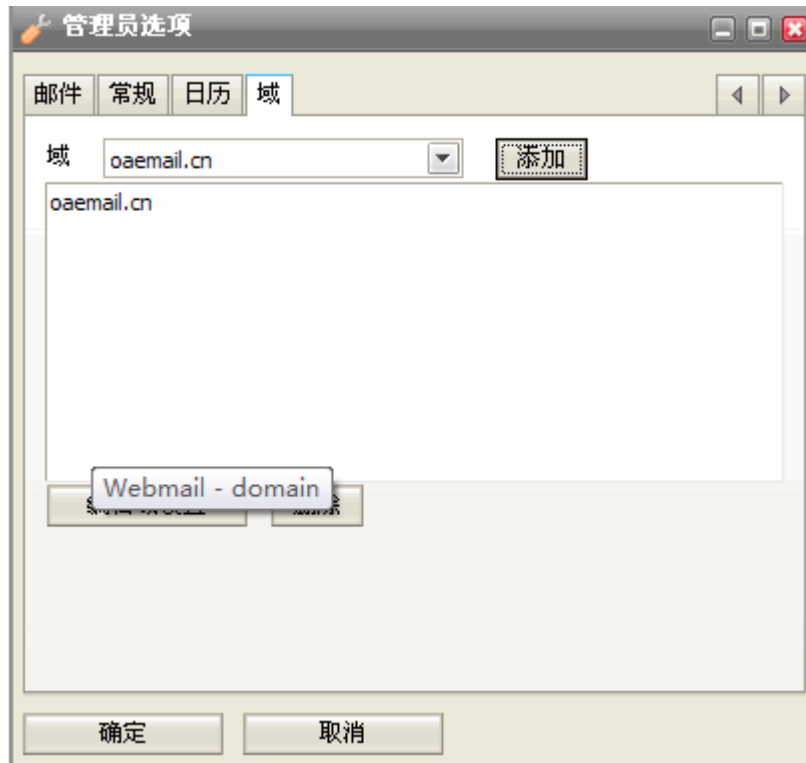 管理员选项
邮件 常规 日历 域
域 oaemail.cn 添加
oaemail.cn
Webmail - domain
确定 取消